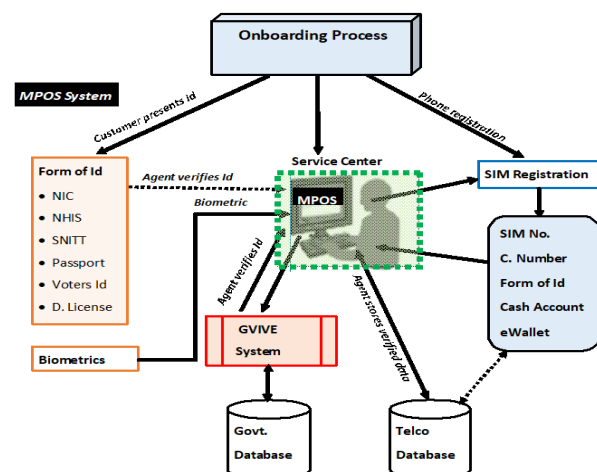 Onboarding Process
MPOS System
Customer presents id
Phone registration
Service Center
Form of Id
• NIC
• NHIS
• SNITT
• Passport
• Voters Id
• D. License
Agent verifies Id
Biometric
MPOS
SIM Registration
SIM No.
C. Number
Form of Id
Cash Account
eWallet
Agent verifies Id
Agent stores verified data
GVIVE
System
Biometrics
Govt.
Database
Telco
Database